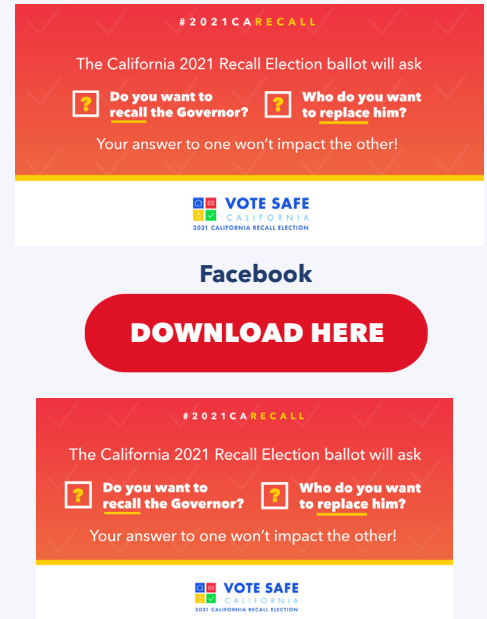 #2021CARECALL
The California 2021 Recall Election ballot will ask
? Do you want to ? Who do you want
recall the Governor? to replace him?
Your answer to one won't impact the other!
VOTE SAFE
CALIFORNIA
2021 CALIFORNIA RECALL ELECTION
Facebook
DOWNLOAD HERE
#2021CARECALL
The California 2021 Recall Election ballot will ask
? Do you want to ? Who do you want
recall the Governor? to replace him?
Your answer to one won't impact the other!
VOTE SAFE
CALIFORNIA
2021 CALIFORNIA RECALL ELECTION